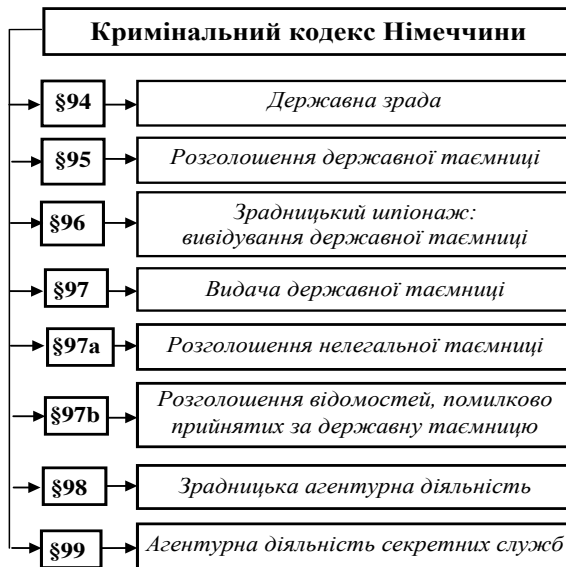 Кримінальний кодекс Німеччини
§94 Державна зрада
§95 Розголошення державної таємниці
§96 Зрадницький шпіонаж:
вивідування державної таємниці
§97 Видача державної таємниці
§97a Розголошення нелегальної таємниці
§97b Розголошення відомостей, помилково
прийнятих за державну таємницю
§98 Зрадницька агентурна діяльність
§99 Агентурна діяльність секретних служб